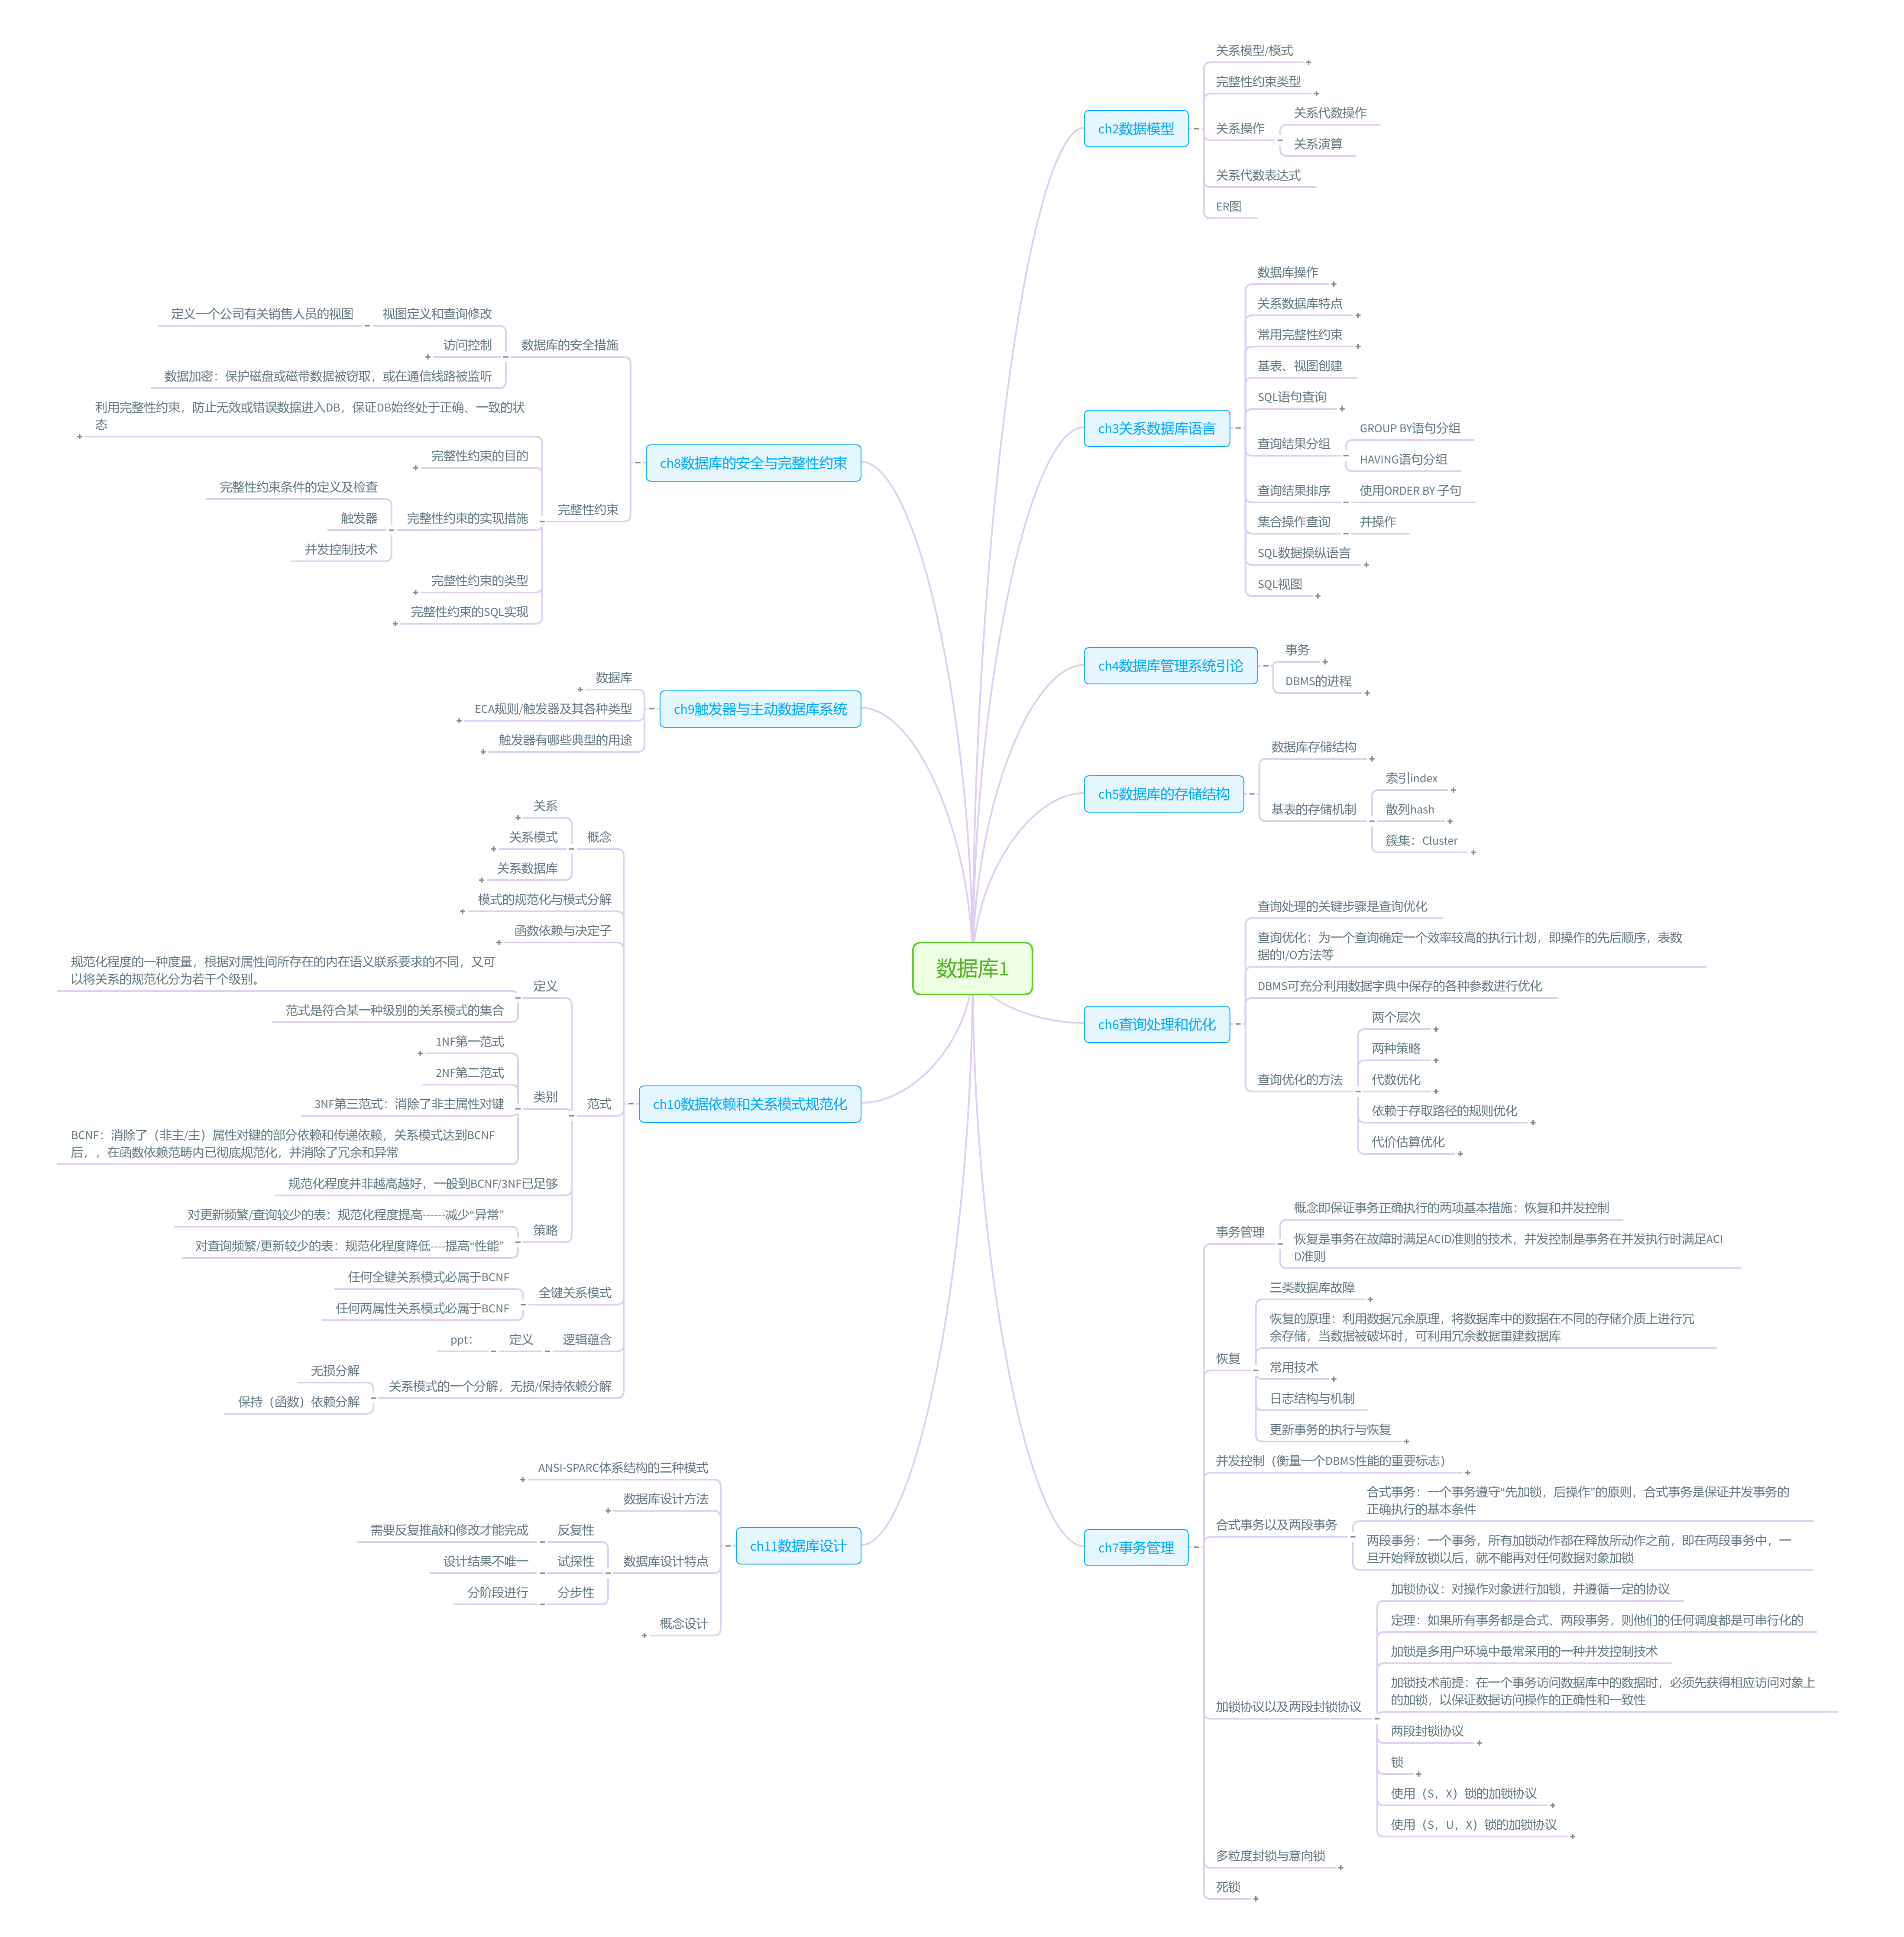 数据库1
ch2数据模型
关系模型/模式
完整性约束类型
关系操作
关系代数操作
关系演算
关系代数表达式
ER图
ch3关系数据库语言
数据库操作
关系数据库特点
常用完整性约束
基表、视图创建
SQL语句查询
查询结果分组
GROUP BY语句分组
HAVING语句分组
查询结果排序
使用ORDER BY 子句
集合操作查询
并操作
SQL数据操纵语言
SQL视图
ch4数据库管理系统引论
事务
DBMS的进程
ch5数据库的存储结构
数据库存储结构
基表的存储机制
索引index
散列hash
簇集：Cluster
ch6查询处理和优化
查询处理的关键步骤是查询优化
查询优化：为一个查询确定一个效率较高的执行计划，即操作的先后顺序，表数
据的I/O方法等
DBMS可充分利用数据字典中保存的各种参数进行优化
查询优化的方法
两个层次
两种策略
代数优化
依赖于存取路径的规则优化
代价估算优化
ch7事务管理
事务管理
概念即保证事务正确执行的两项基本措施：恢复和并发控制
恢复是事务在故障时满足ACID准则的技术，并发控制是事务在并发执行时满足ACI
D准则
恢复
三类数据库故障
恢复的原理：利用数据冗余原理，将数据库中的数据在不同的存储介质上进行冗
余存储，当数据被破坏时，可利用冗余数据重建数据库
常用技术
日志结构与机制
更新事务的执行与恢复
并发控制（衡量一个DBMS性能的重要标志）
合式事务以及两段事务
合式事务：一个事务遵守“先加锁，后操作”的原则，合式事务是保证并发事务的
正确执行的基本条件
两段事务：一个事务，所有加锁动作都在释放所动作之前，即在两段事务中，一
旦开始释放锁以后，就不能再对任何数据对象加锁
加锁协议以及两段封锁协议
加锁协议：对操作对象进行加锁，并遵循一定的协议
定理：如果所有事务都是合式、两段事务，则他们的任何调度都是可串行化的
加锁是多用户环境中最常采用的一种并发控制技术
加锁技术前提：在一个事务访问数据库中的数据时，必须先获得相应访问对象上
的加锁，以保证数据访问操作的正确性和一致性
两段封锁协议
锁
使用（S，X）锁的加锁协议
使用（S，U，X）锁的加锁协议
多粒度封锁与意向锁
死锁
ch8数据库的安全与完整性约束
数据库的安全措施
视图定义和查询修改
定义一个公司有关销售人员的视图
访问控制
数据加密：保护磁盘或磁带数据被窃取，或在通信线路被监听
完整性约束
利用完整性约束，防止无效或错误数据进入DB，保证DB始终处于正确、一致的状
态
完整性约束的目的
完整性约束的实现措施
完整性约束条件的定义及检查
触发器
并发控制技术
完整性约束的类型
完整性约束的SQL实现
ch9触发器与主动数据库系统
数据库
ECA规则/触发器及其各种类型
触发器有哪些典型的用途
ch10数据依赖和关系模式规范化
概念
关系
关系模式
关系数据库
模式的规范化与模式分解
函数依赖与决定子
范式
定义
规范化程度的一种度量，根据对属性间所存在的内在语义联系要求的不同，又可
以将关系的规范化分为若干个级别。
范式是符合某一种级别的关系模式的集合
类别
1NF第一范式
2NF第二范式
3NF第三范式：消除了非主属性对键
BCNF：消除了（非主/主）属性对键的部分依赖和传递依赖，关系模式达到BCNF
后，，在函数依赖范畴内已彻底规范化，并消除了冗余和异常
规范化程度并非越高越好，一般到BCNF/3NF已足够
策略
对更新频繁/查询较少的表：规范化程度提高------减少“异常”
对查询频繁/更新较少的表：规范化程度降低----提高“性能”
全键关系模式
任何全键关系模式必属于BCNF
任何两属性关系模式必属于BCNF
逻辑蕴含
定义
ppt：
关系模式的一个分解，无损/保持依赖分解
无损分解
保持（函数）依赖分解
ch11数据库设计
ANSI-SPARC体系结构的三种模式
数据库设计方法
数据库设计特点
反复性
需要反复推敲和修改才能完成
试探性
设计结果不唯一
分步性
分阶段进行
概念设计